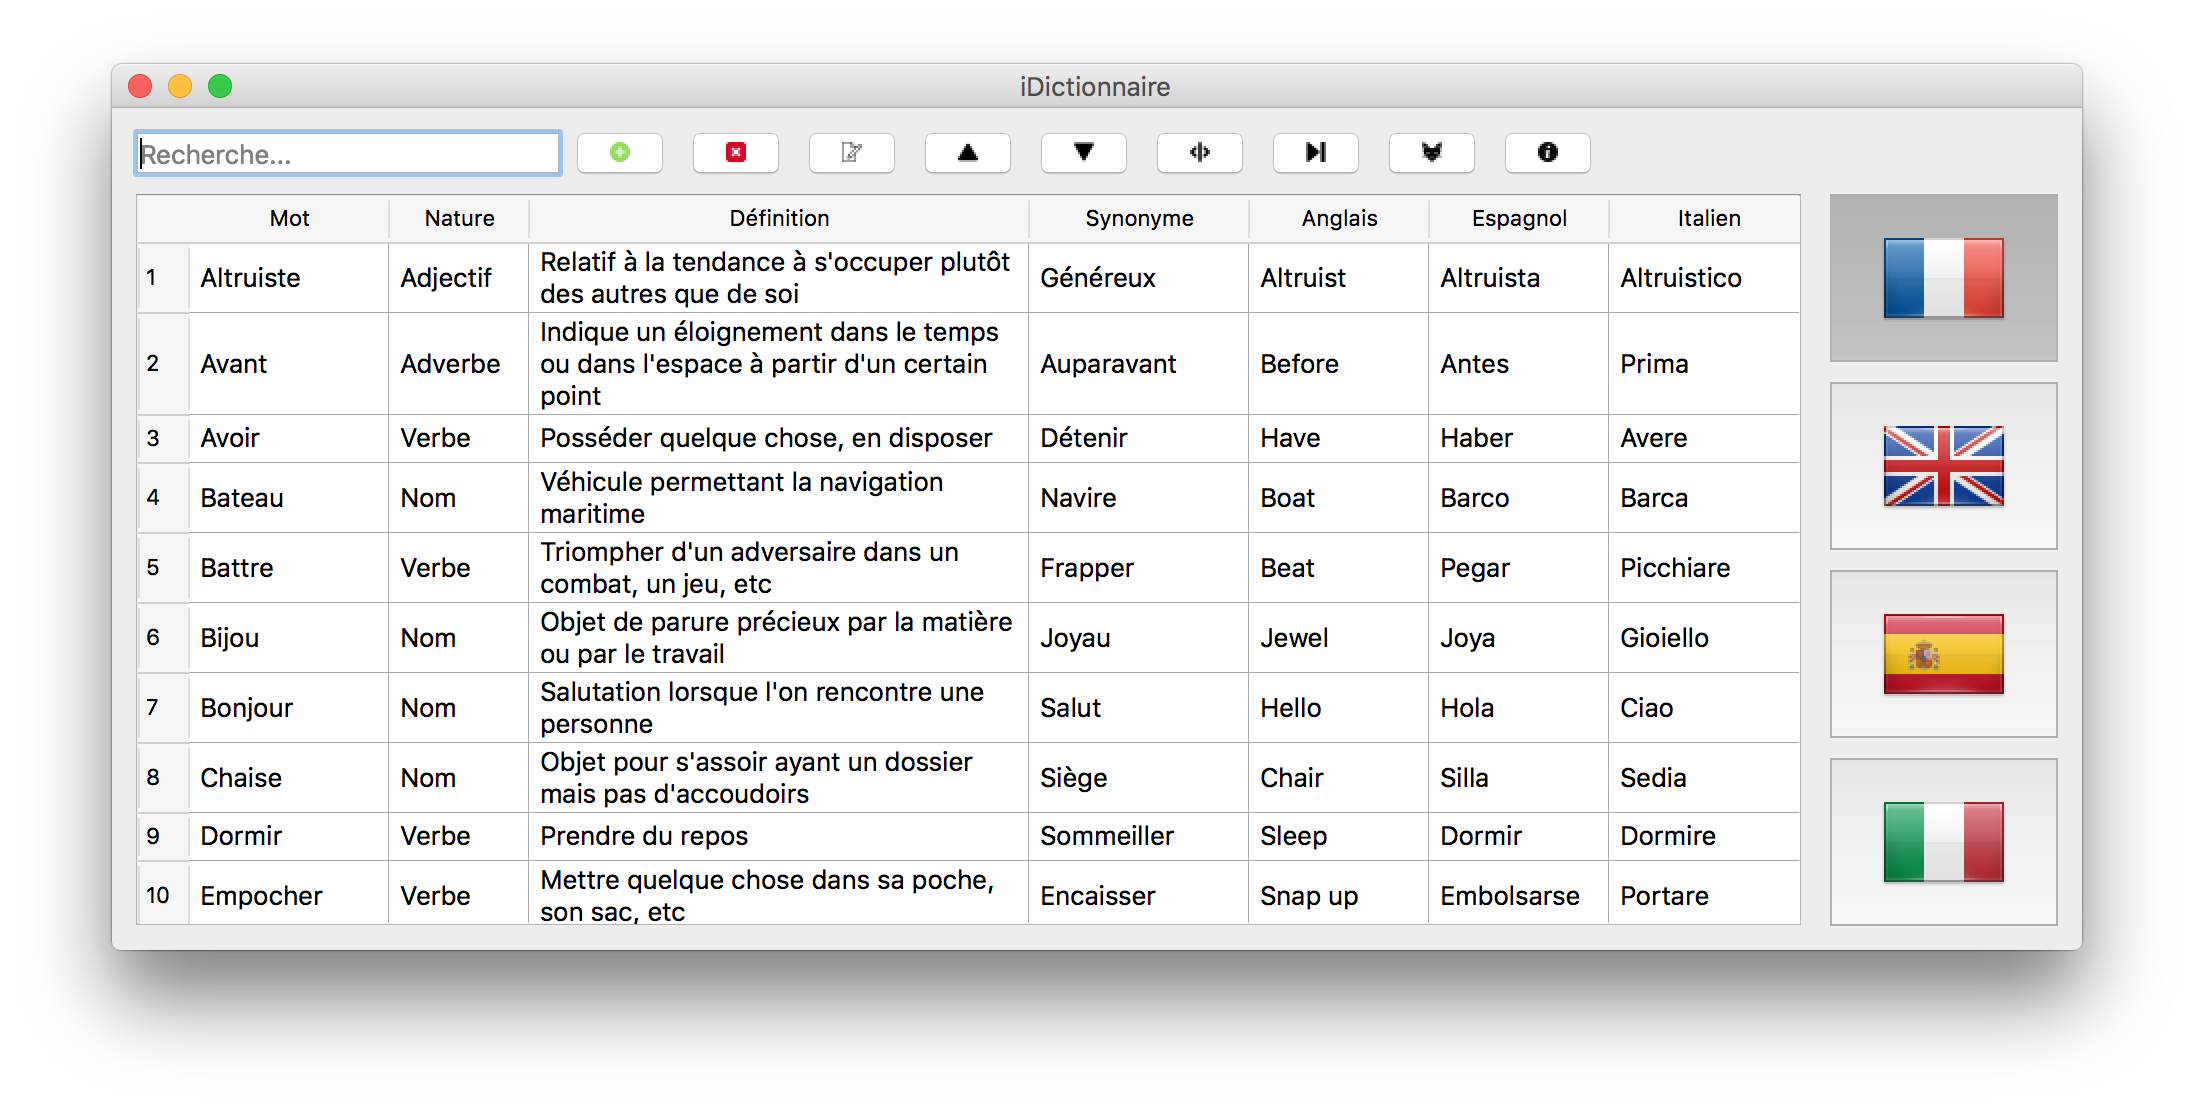 iDictionnaire
Recherche...
Mot Nature Définition Synonyme Anglais Espagnol Italien
1 Altruiste Adjectif Relatif à la tendance à s'occuper plutôt des autres que de soi Généreux Altruist Altruista Altruistico
2 Avant Adverbe Indique un éloignement dans le temps ou dans l'espace à partir d'un certain point Auparavant Before Antes Prima
3 Avoir Verbe Posséder quelque chose, en disposer Détenir Have Haber Avere
4 Bateau Nom Véhicule permettant la navigation maritime Navire Boat Barco Barca
5 Battre Verbe Triompher d'un adversaire dans un combat, un jeu, etc Frapper Beat Pegar Picchiare
6 Bijou Nom Objet de parure précieux par la matière ou par le travail Joyau Jewel Joya Gioiello
7 Bonjour Nom Salutation lorsque l'on rencontre une personne Salut Hello Hola Ciao
8 Chaise Nom Objet pour s'assoir ayant un dossier mais pas d'accoudoirs Siège Chair Silla Sedia
9 Dormir Verbe Prendre du repos Sommeiller Sleep Dormir Dormire
10 Empocher Verbe Mettre quelque chose dans sa poche, son sac, etc Encaisser Snap up Embolsarse Portare